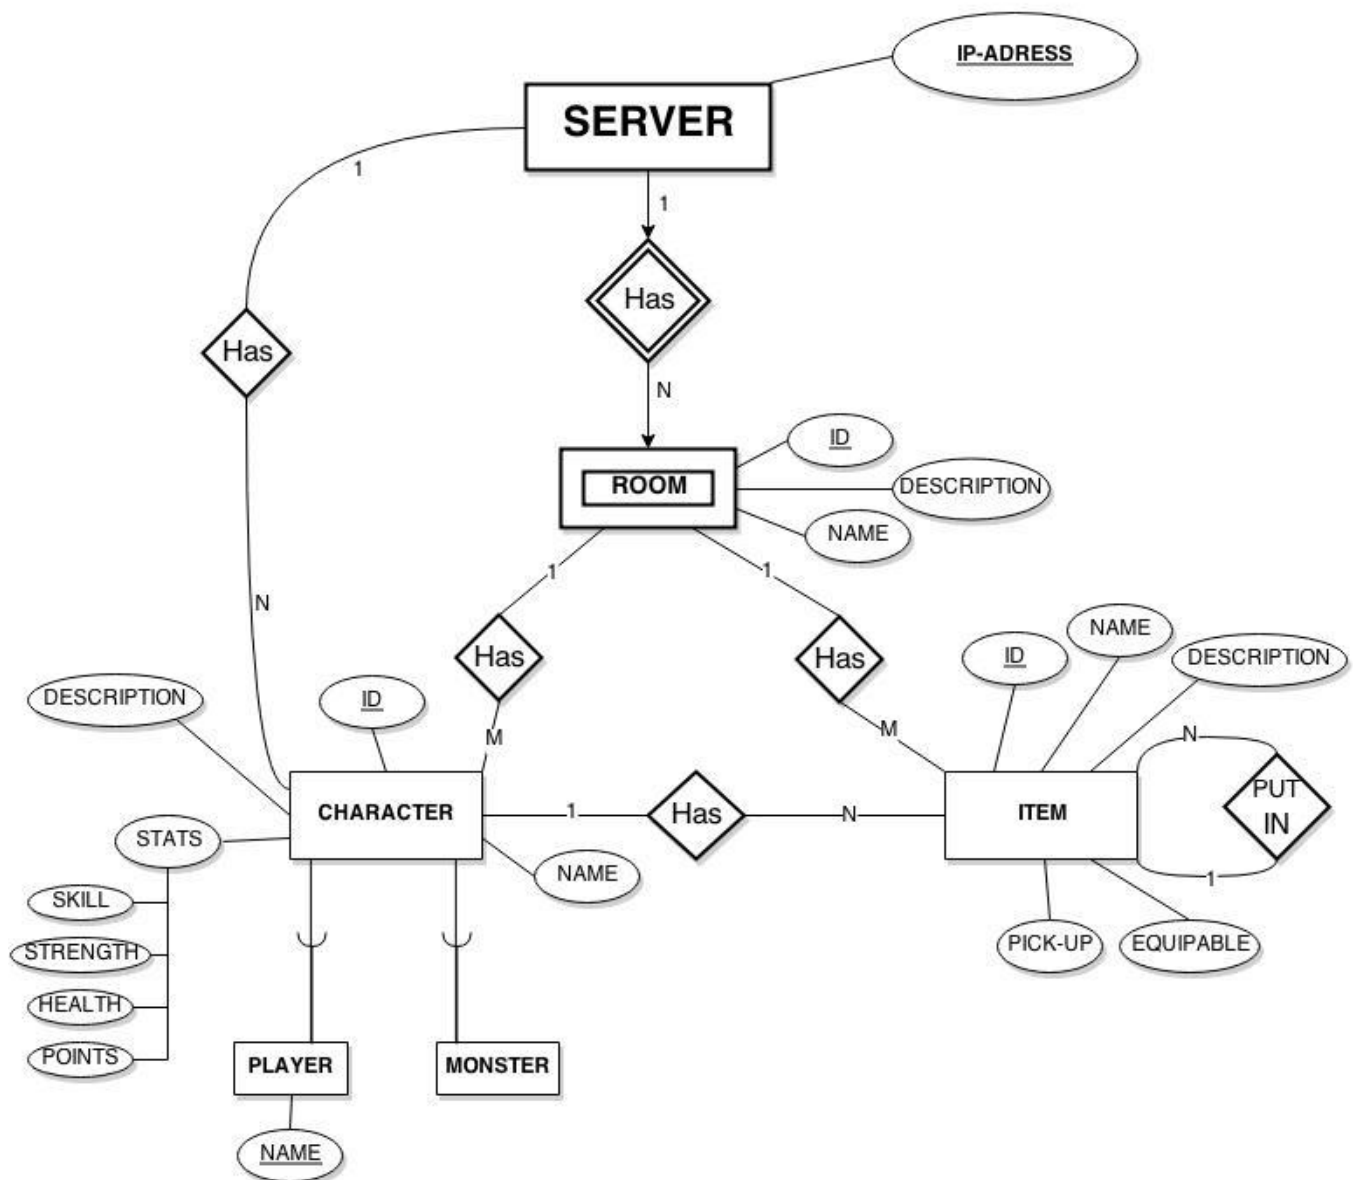 IP-ADRESS
SERVER
1
1
Has
Has
N
ID
ROOM
DESCRIPTION
NAME
1
1
N
NAME
ID
DESCRIPTION
Has
Has
DESCRIPTION
ID
M
M
N
PUT
IN
CHARACTER
1
Has
N
ITEM
STATS
NAME
1
SKILL
STRENGTH
PICK-UP
EQUIPABLE
HEALTH
POINTS
PLAYER
MONSTER
NAME